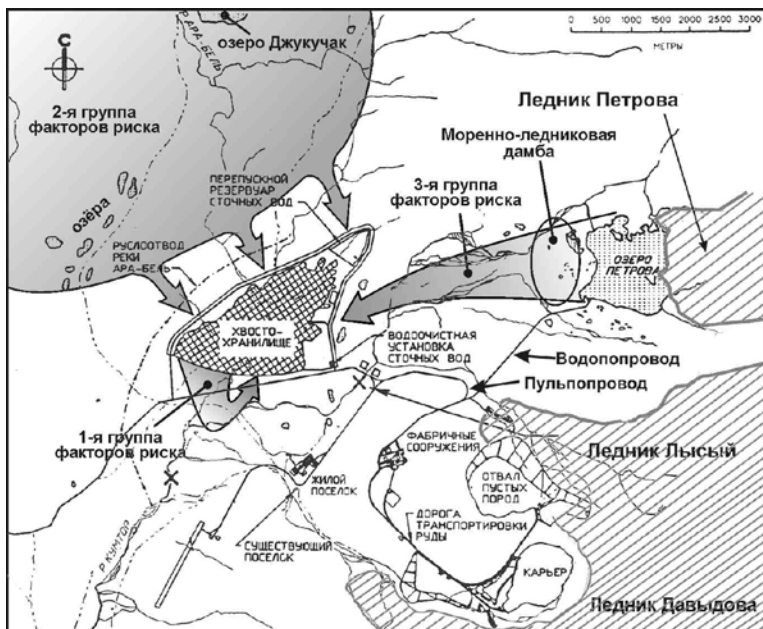 Р.АРА-БЕЛЬ
озеро Джукучак
0 500 1000 1500 2000 2500 3000
МЕТРЫ
С
2-я группа
факторов риска
Ледник Петрова
Моренно-ледниковая
дамба
3-я группа
факторов риска
ПЕРЕПУСКНОЙ
РЕЗЕРВУАР
СТОЧНЫХ ВОД
озёра
РУСЛООТВОД
РЕКИ
АРА-БЕЛЬ
ОЗЕРО
ПЕТРОВА
ХВОСТО-
ХРАНИЛИЩЕ
ВОДООЧИСТНАЯ
УСТАНОВКА
СТОЧНЫХ ВОД
Водопопровод
Пульпопровод
1-я группа
факторов риска
ФАБРИЧНЫЕ
СООРУЖЕНИЯ
Ледник Лысый
ОТВАЛ
ПУСТЫХ
ПОРОД
ЖИЛОЙ
ПОСЕЛОК
ДОРОГА
ТРАНСПОРТИРОВКИ
РУДЫ
СУЩЕСТВУЮЩИЙ
ПОСЕЛОК
Р.КУМТОР
КАРЬЕР
Ледник Давыдова